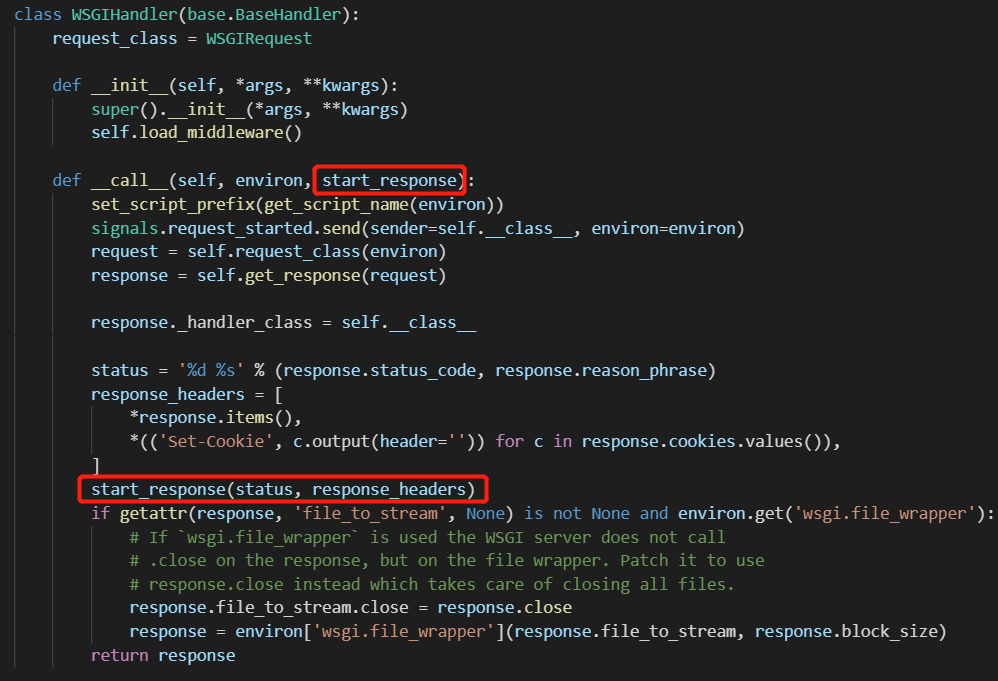 class WSGIHandler(base.BaseHandler):
    request_class = WSGIRequest

    def __init__(self, *args, **kwargs):
        super().__init__(*args, **kwargs)
        self.load_middleware()

    def __call__(self, environ, start_response):
        set_script_prefix(get_script_name(environ))
        signals.request_started.send(sender=self.__class__, environ=environ)
        request = self.request_class(environ)
        response = self.get_response(request)

        response._handler_class = self.__class__

        status = '%d %s' % (response.status_code, response.reason_phrase)
        response_headers = [
            *response.items(),
            *(('Set-Cookie', c.output(header='')) for c in response.cookies.values()),
        ]
        start_response(status, response_headers)
        if getattr(response, 'file_to_stream', None) is not None and environ.get('wsgi.file_wrapper'):
            # If `wsgi.file_wrapper` is used the WSGI server does not call
            # .close on the response, but on the file wrapper. Patch it to use
            # response.close instead which takes care of closing all files.
            response.file_to_stream.close = response.close
            response = environ['wsgi.file_wrapper'](response.file_to_stream, response.block_size)
        return response